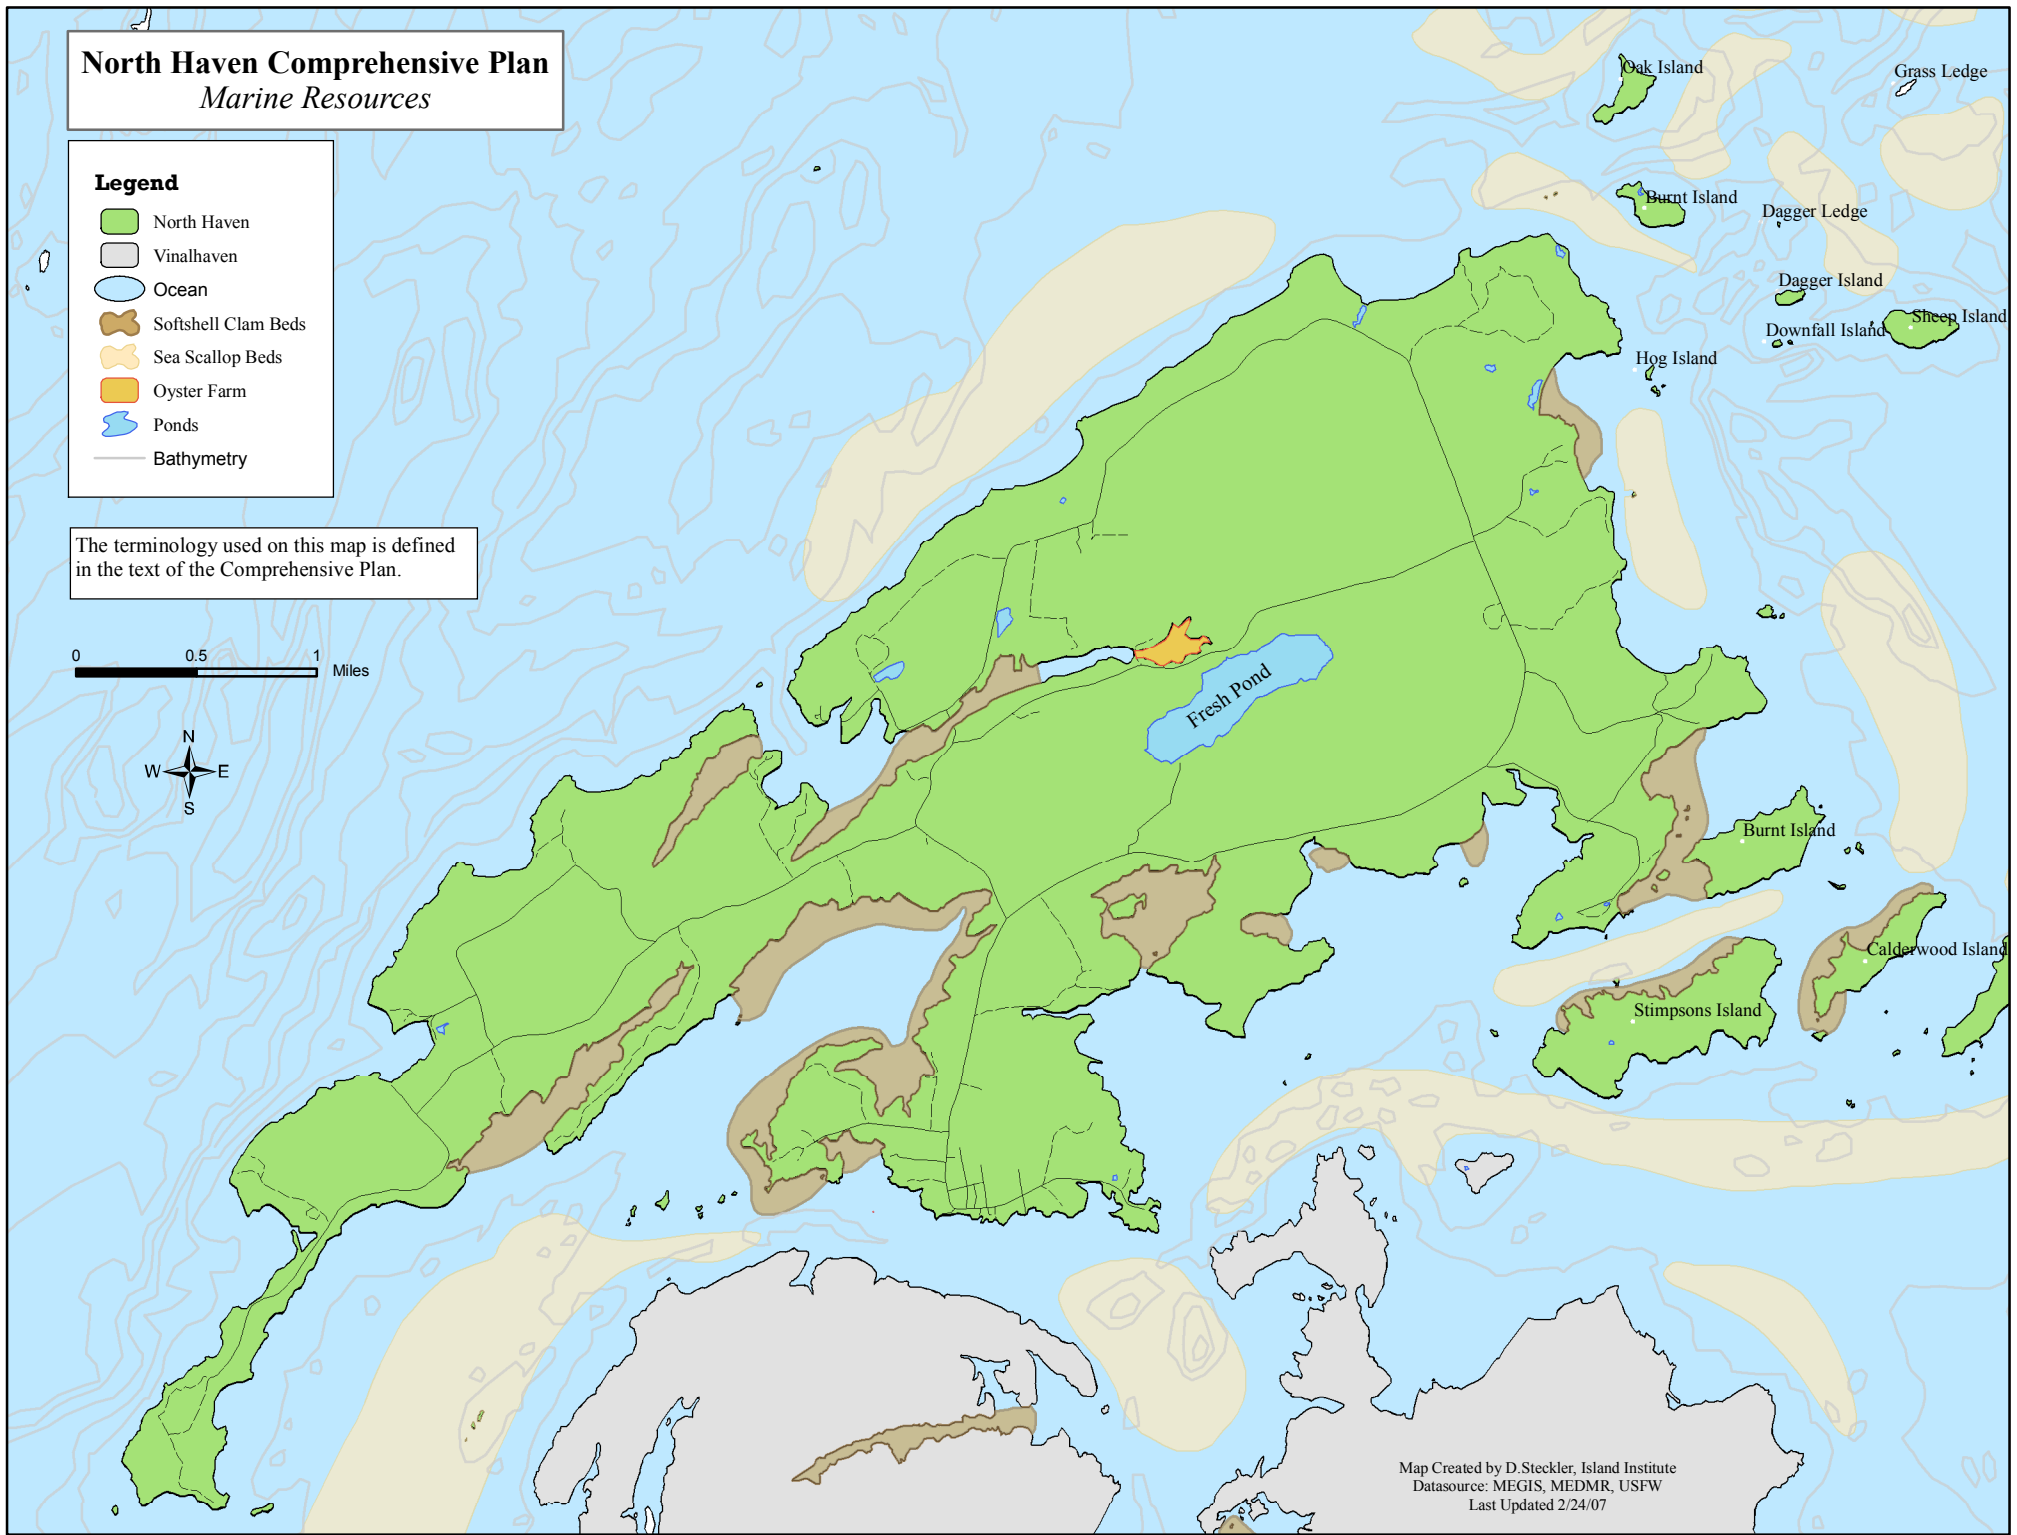 North Haven Comprehensive Plan
Marine Resources
Legend
North Haven
Vinalhaven
Ocean
Softshell Clam Beds
Sea Scallop Beds
Oyster Farm
Ponds
Bathymetry
The terminology used on this map is defined
in the text of the Comprehensive Plan.
0 0.5 1
Miles
N
W E
S
Oak Island
Grass Ledge
Burnt Island
Dagger Ledge
Dagger Island
Sheep Island
Downfall Island
Hog Island
Fresh Pond
Burnt Island
Calderwood Island
Stimpsons Island
Map Created by D.Steckler, Island Institute
Datasource: MEGIS, MEDMR, USFW
Last Updated 2/24/07